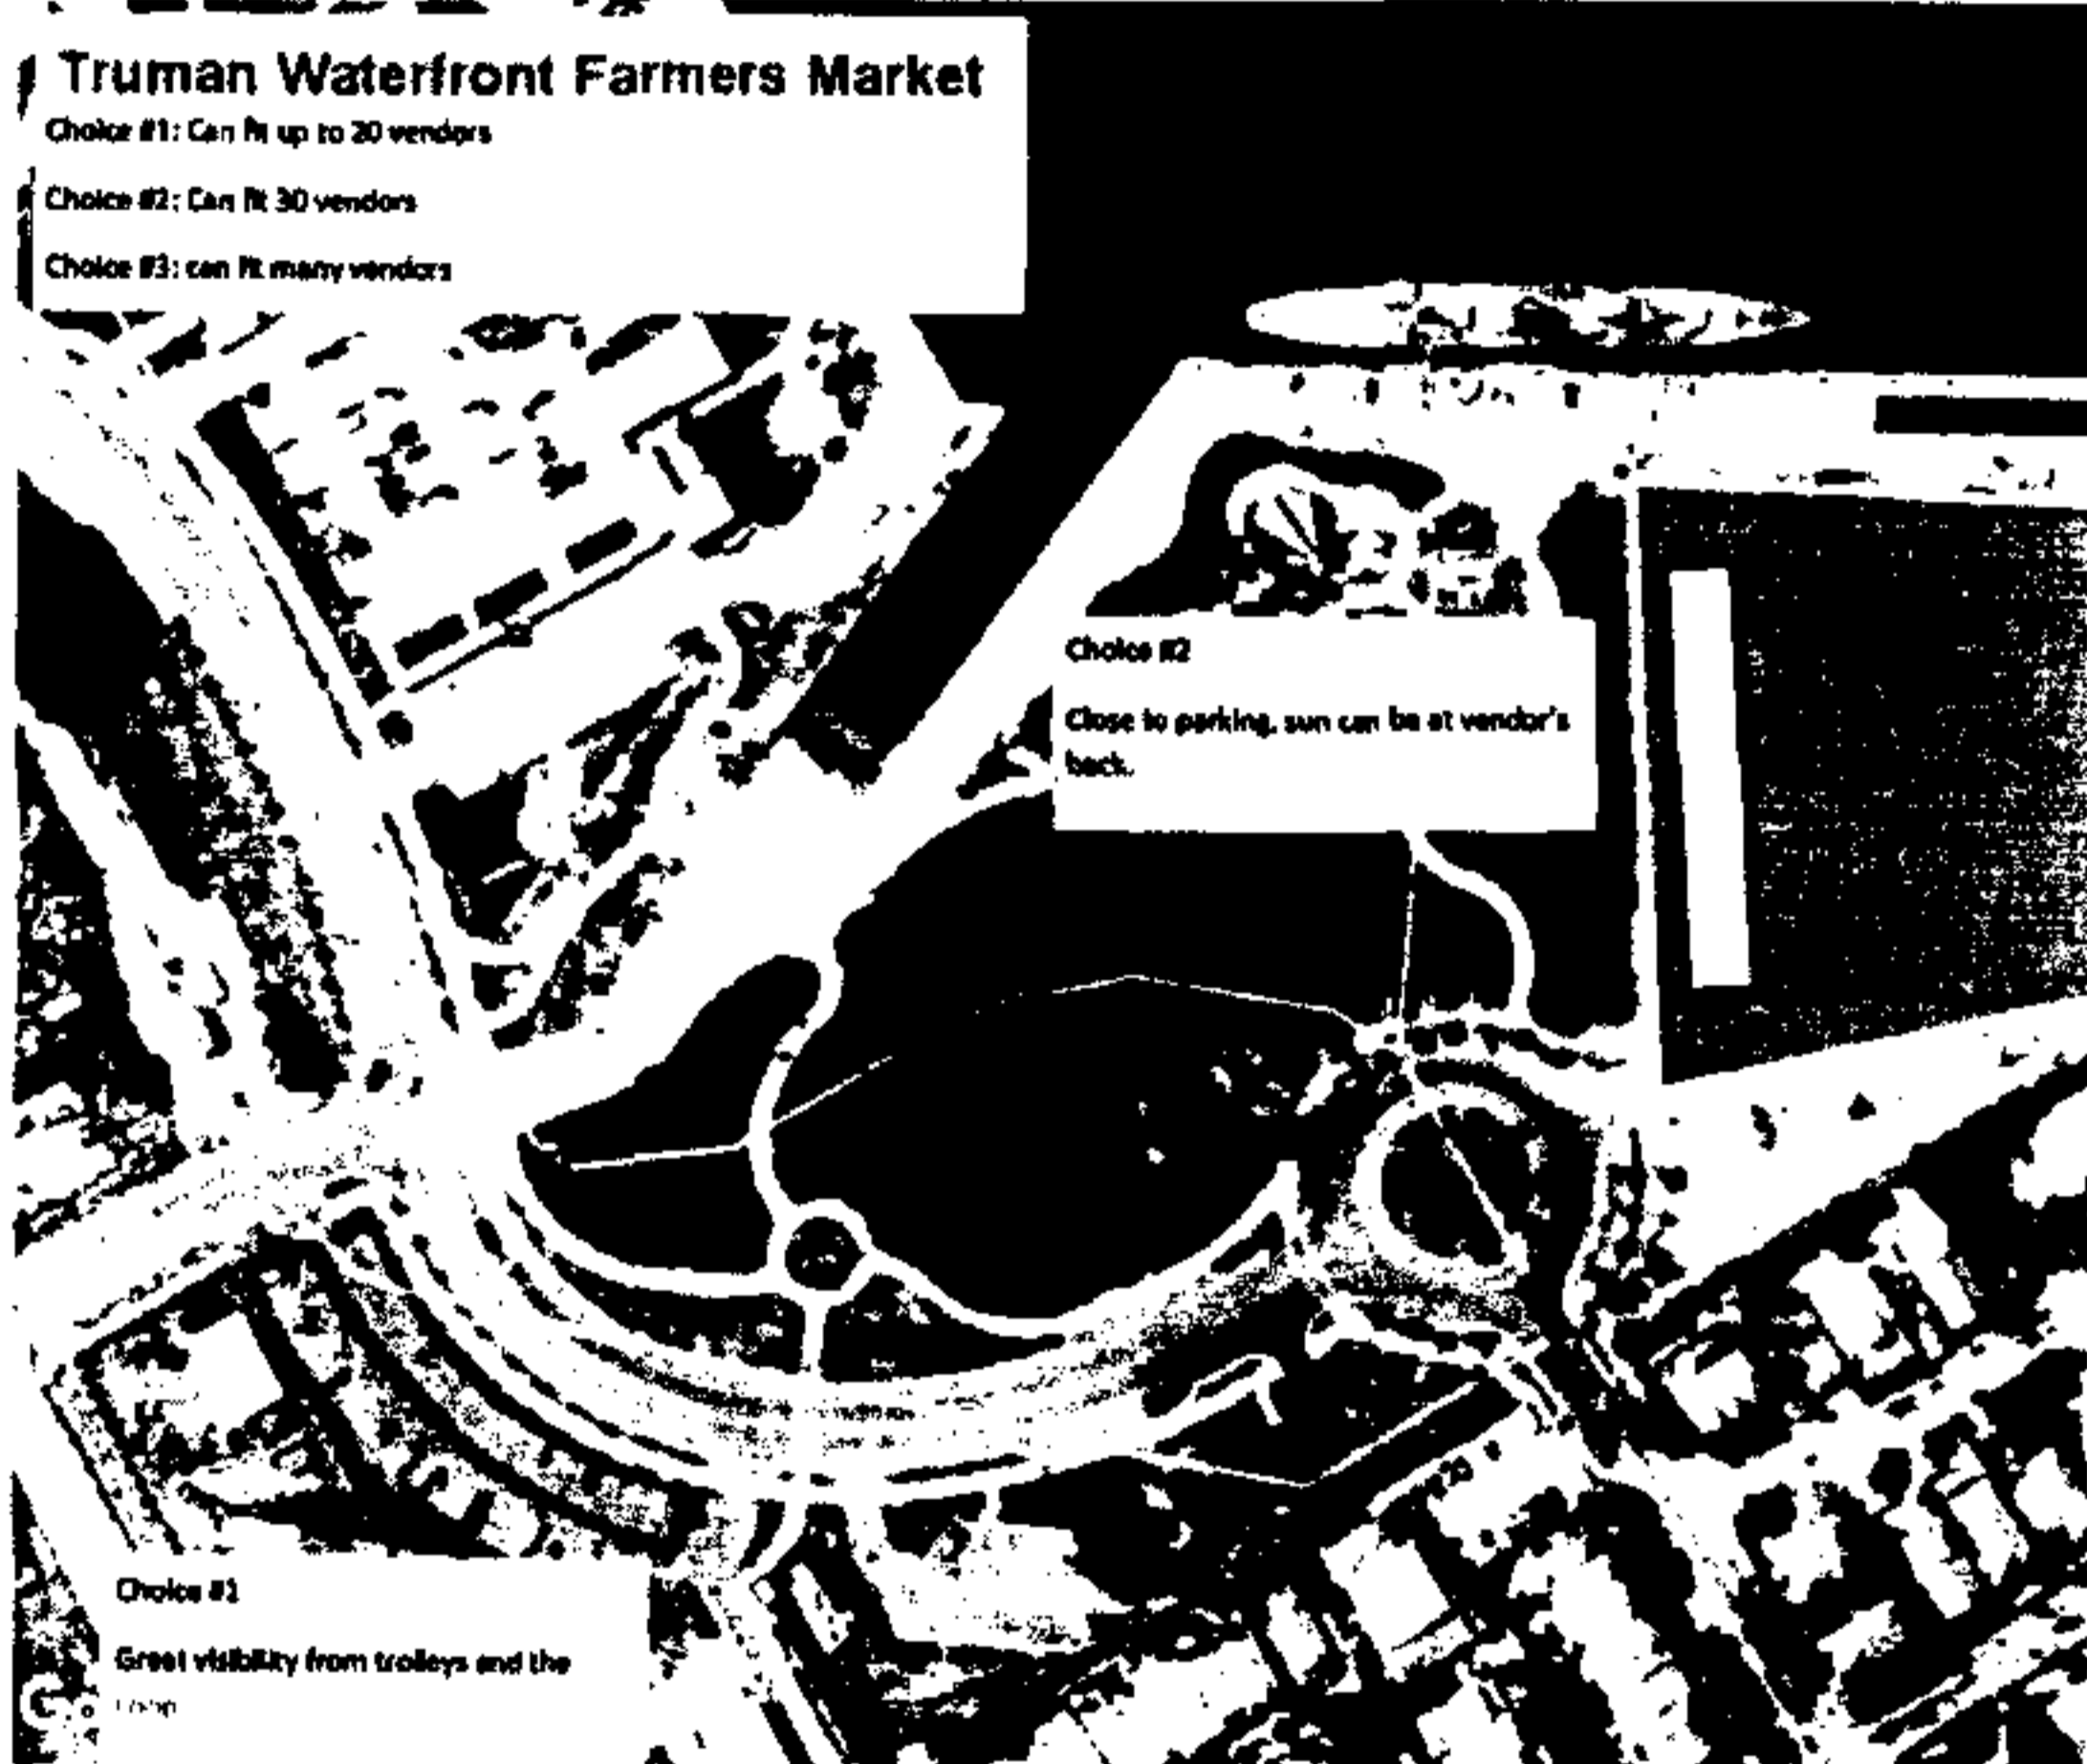 Truman Waterfront Farmers Market
Choice #1: Can fit up to 20 vendors
Choice #2: Can fit 30 vendors
Choice #3: can fit many vendors
Choice #2
Close to parking, sun can be at vendor's
back.
Choice #1
Great visibility from trolleys and the